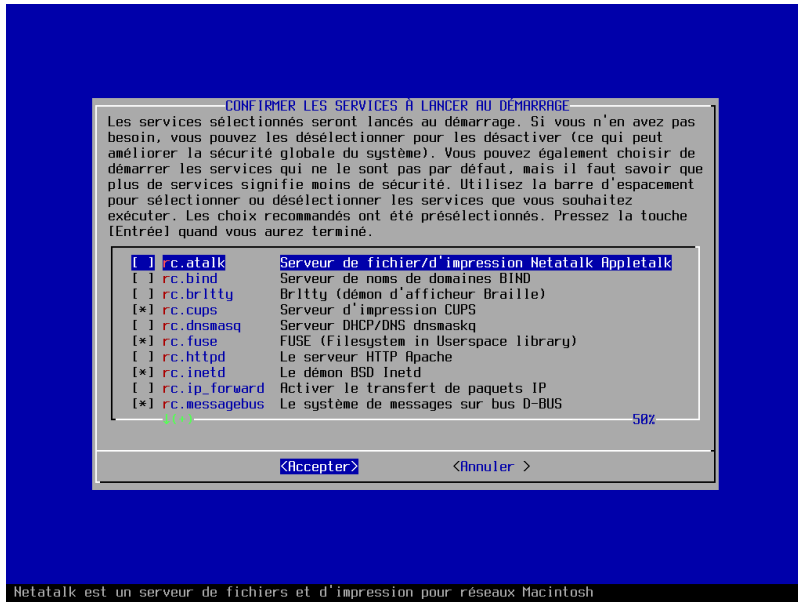 CONFIRMER LES SERVICES À LANCER AU DÉMARRAGE
Les services sélectionnés seront lancés au démarrage. Si vous n'en avez pas
besoin, vous pouvez les désélectionner pour les désactiver (ce qui peut
améliorer la sécurité globale du système). Vous pouvez également choisir de
démarrer les services qui ne le sont pas par défaut, mais il faut savoir que
plus de services signifie moins de sécurité. Utilisez la barre d'espacement
pour sélectionner ou désélectionner les services que vous souhaitez
exécuter. Les choix recommandés ont été présélectionnés. Pressez la touche
[Entrée] quand vous aurez terminé.
[ ] rc.atalk Serveur de fichier/d'impression Netatalk Appletalk
[ ] rc.bind Serveur de noms de domaines BIND
[ ] rc.brltty Brltty (démon d'afficheur Braille)
[*] rc.cups Serveur d'impression CUPS
[ ] rc.dnsmasq Serveur DHCP/DNS dnsmaskq
[*] rc.fuse FUSE (Filesystem in Userspace library)
[ ] rc.httpd Le serveur HTTP Apache
[*] rc.inetd Le démon BSD Inetd
[ ] rc.ip_forward Activer le transfert de paquets IP
[*] rc.messagebus Le système de messages sur bus D-BUS
↓(+) 50%
<Accepter> <Annuler >
Netatalk est un serveur de fichiers et d'impression pour réseaux Macintosh